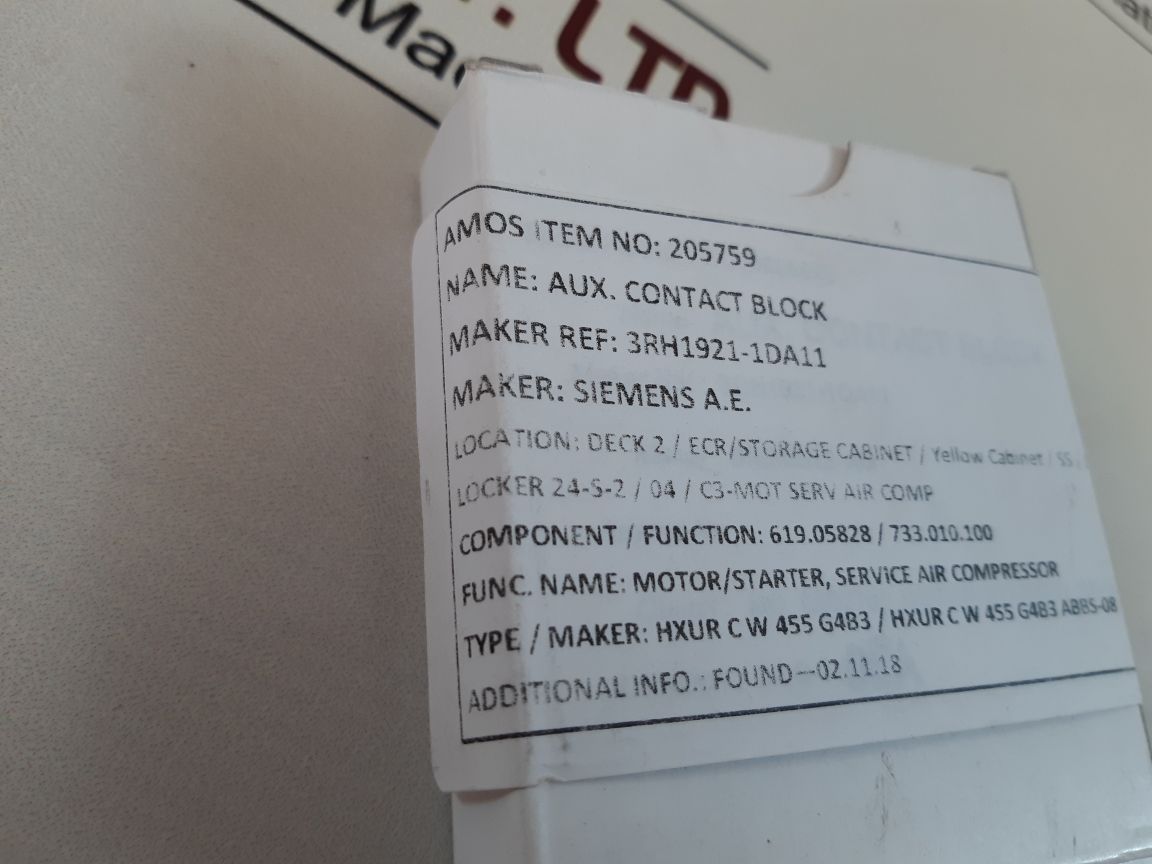 . LTD
Ma
AMOS ITEM NO: 205759
NAME: AUX. CONTACT BLOCK
MAKER REF: 3RH1921-1DA11
MAKER: SIEMENS A.E.
LOCATION: DECK 2 / ECR/STORAGE CABINET / Yellow Cabinet / SS
LOCKER 24-S-2 / 04 / C3-MOT SERV AIR COMP
COMPONENT / FUNCTION: 619.05828 / 733.010.100
FUNC. NAME: MOTOR/STARTER, SERVICE AIR COMPRESSOR
TYPE / MAKER: HXUR C W 455 G4B3 / HXUR C W 455 G4B3 ABBS-08
ADDITIONAL INFO.: FOUND--02.11.18